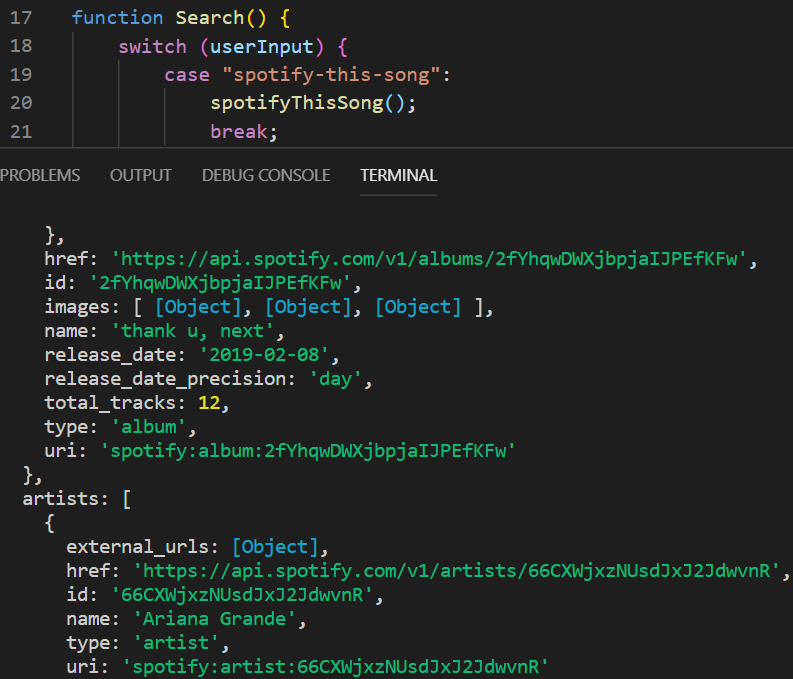 17 function Search() {
18 switch (userInput) {
19 case "spotify-this-song":
20 spotifyThisSong();
21 break;
PROBLEMS OUTPUT DEBUG CONSOLE TERMINAL
},
href: 'https://api.spotify.com/v1/albums/2fYhqwDWXjbpjaIJPEfKFw',
id: '2fYhqwDWXjbpjaIJPEfKFw',
images: [ [Object], [Object], [Object] ],
name: 'thank u, next',
release_date: '2019-02-08',
release_date_precision: 'day',
total_tracks: 12,
type: 'album',
uri: 'spotify:album:2fYhqwDWXjbpjaIJPEfKFw'
},
artists: [
{
external_urls: [Object],
href: 'https://api.spotify.com/v1/artists/66CXWjxzNUsdJxJ2JdwvnR',
id: '66CXWjxzNUsdJxJ2JdwvnR',
name: 'Ariana Grande',
type: 'artist',
uri: 'spotify:artist:66CXWjxzNUsdJxJ2JdwvnR'